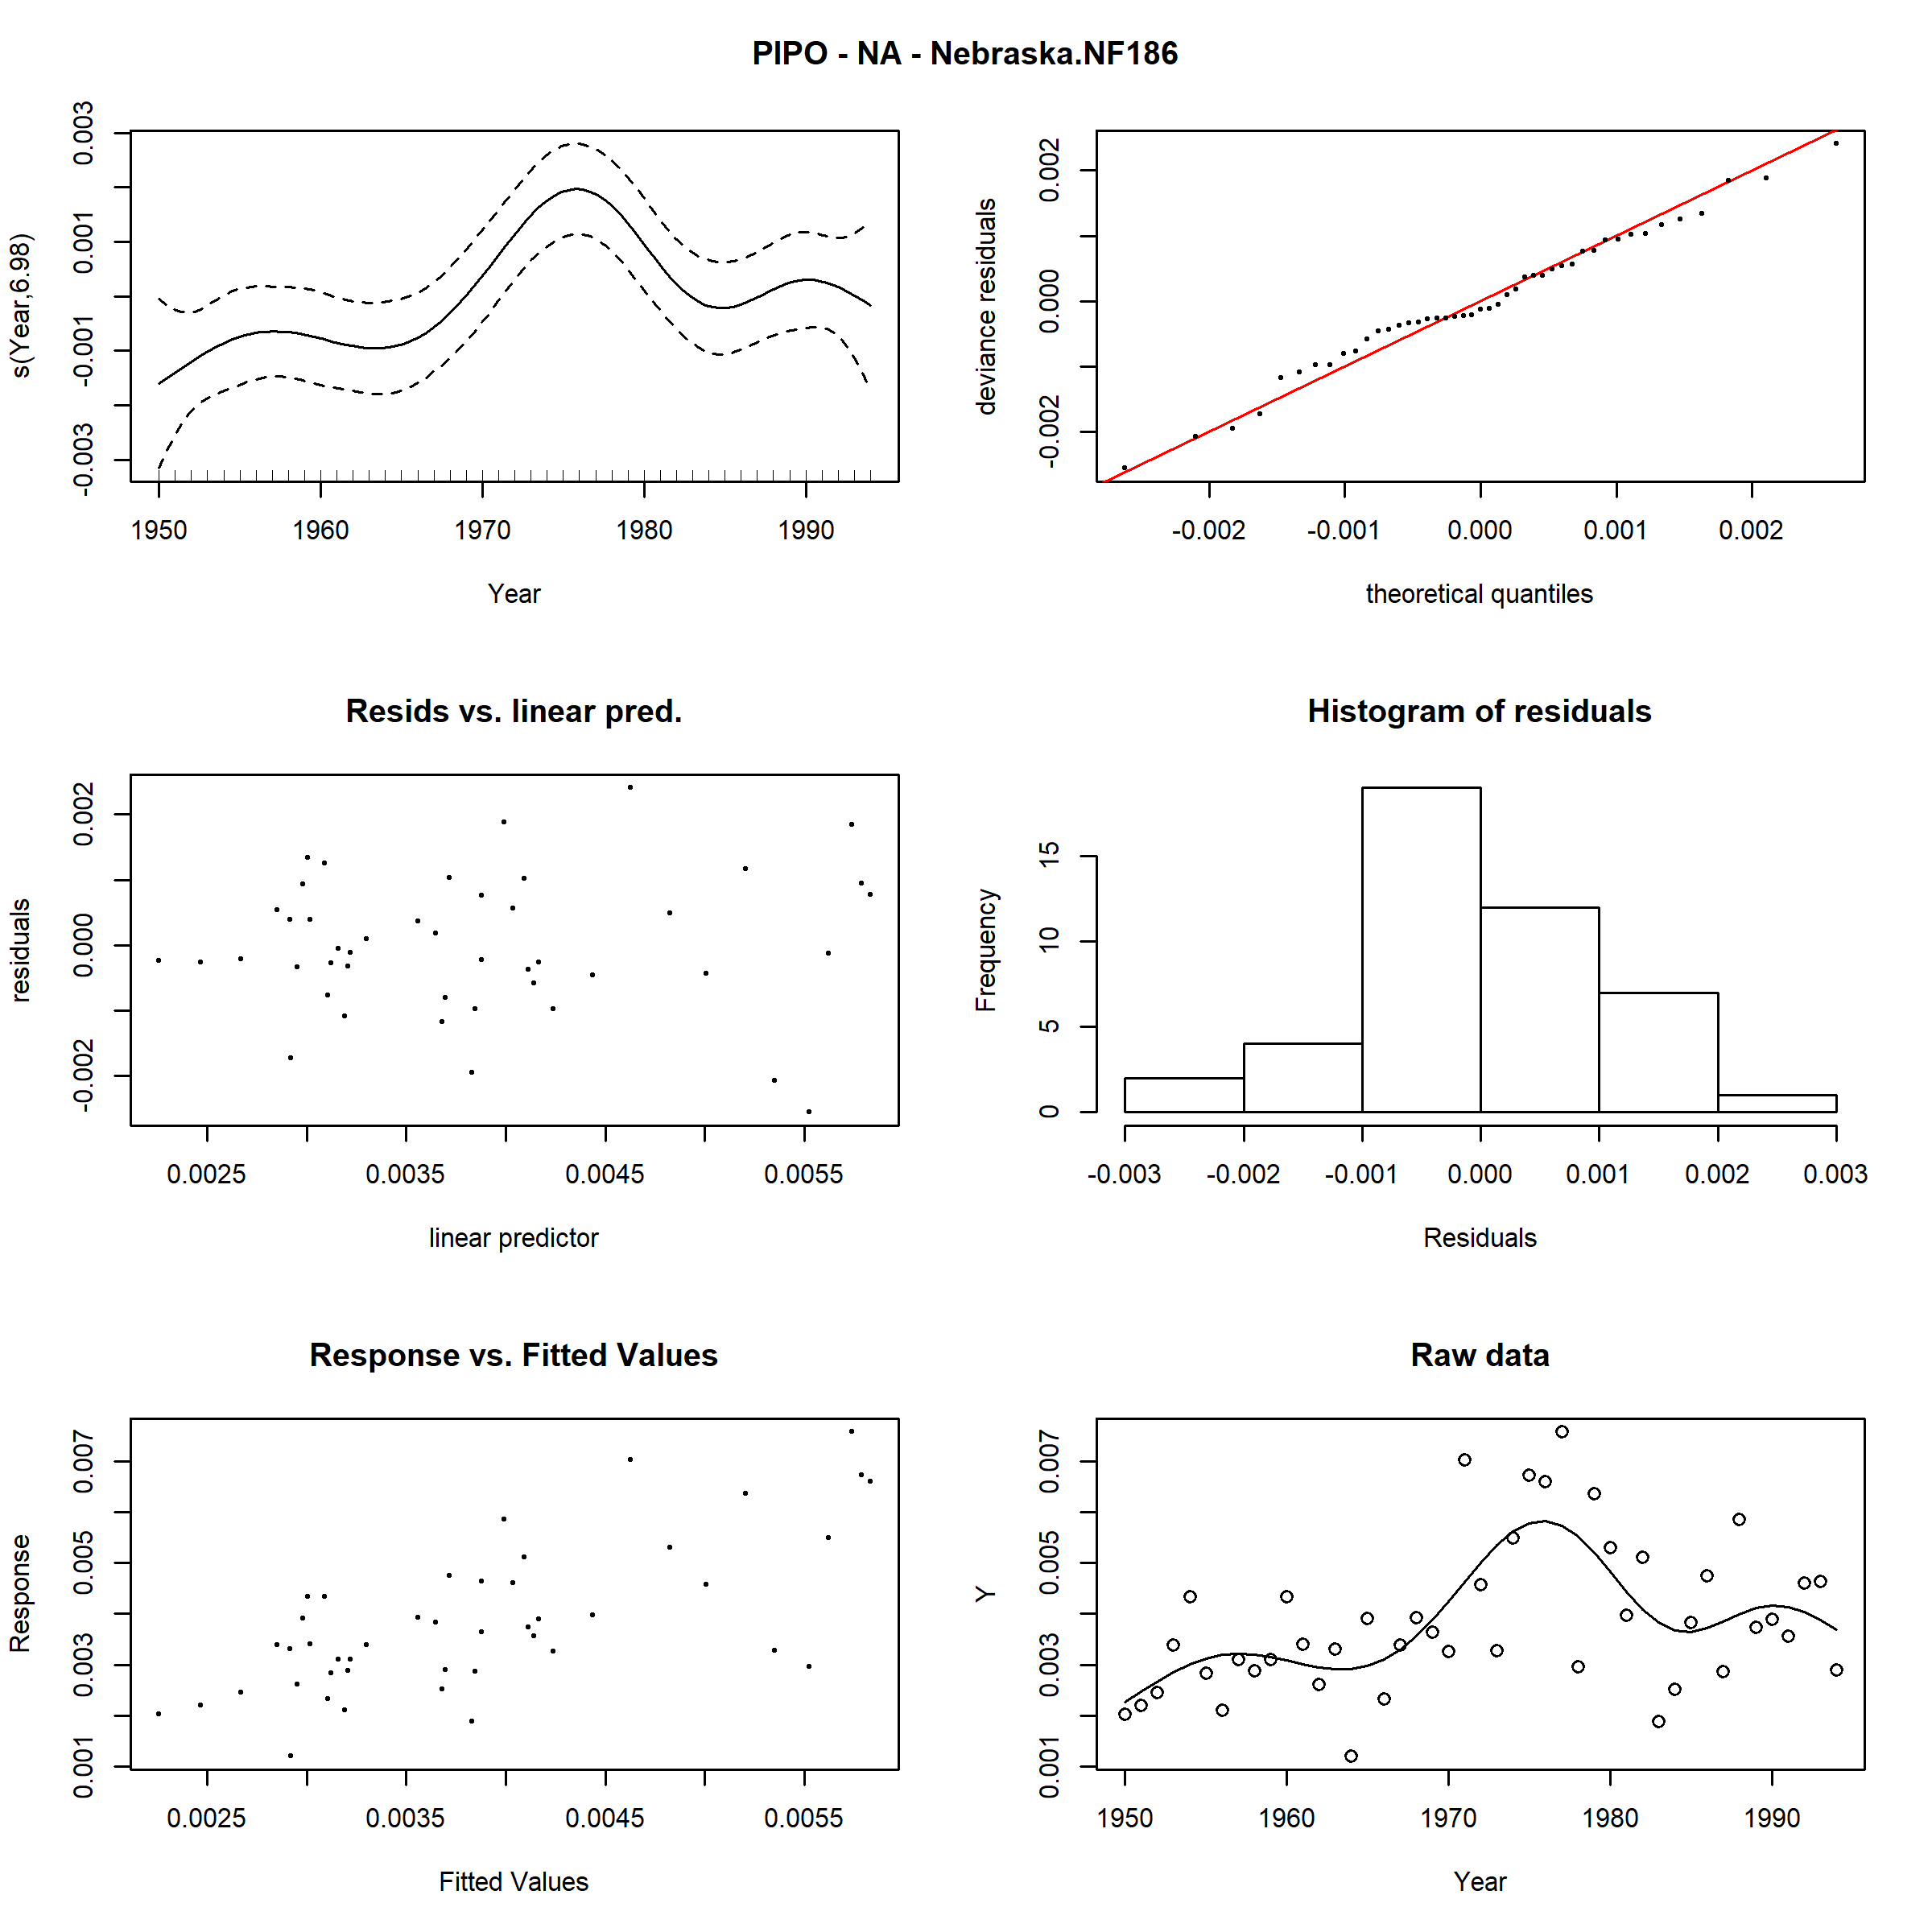 PIPO - NA - Nebraska.NF186
s(Year,6.98)
-0.003 -0.001 0.001 0.003
1950 1960 1970 1980 1990
Year
deviance residuals
-0.002 0.000 0.002
-0.002 -0.001 0.000 0.001 0.002
theoretical quantiles
Resids vs. linear pred.
residuals
-0.002 0.000 0.002
0.0025 0.0035 0.0045 0.0055
linear predictor
Histogram of residuals
Frequency
0 5 10 15
-0.003 -0.002 -0.001 0.000 0.001 0.002 0.003
Residuals
Response vs. Fitted Values
Response
0.001 0.003 0.005 0.007
0.0025 0.0035 0.0045 0.0055
Fitted Values
Raw data
Y
0.001 0.003 0.005 0.007
1950 1960 1970 1980 1990
Year